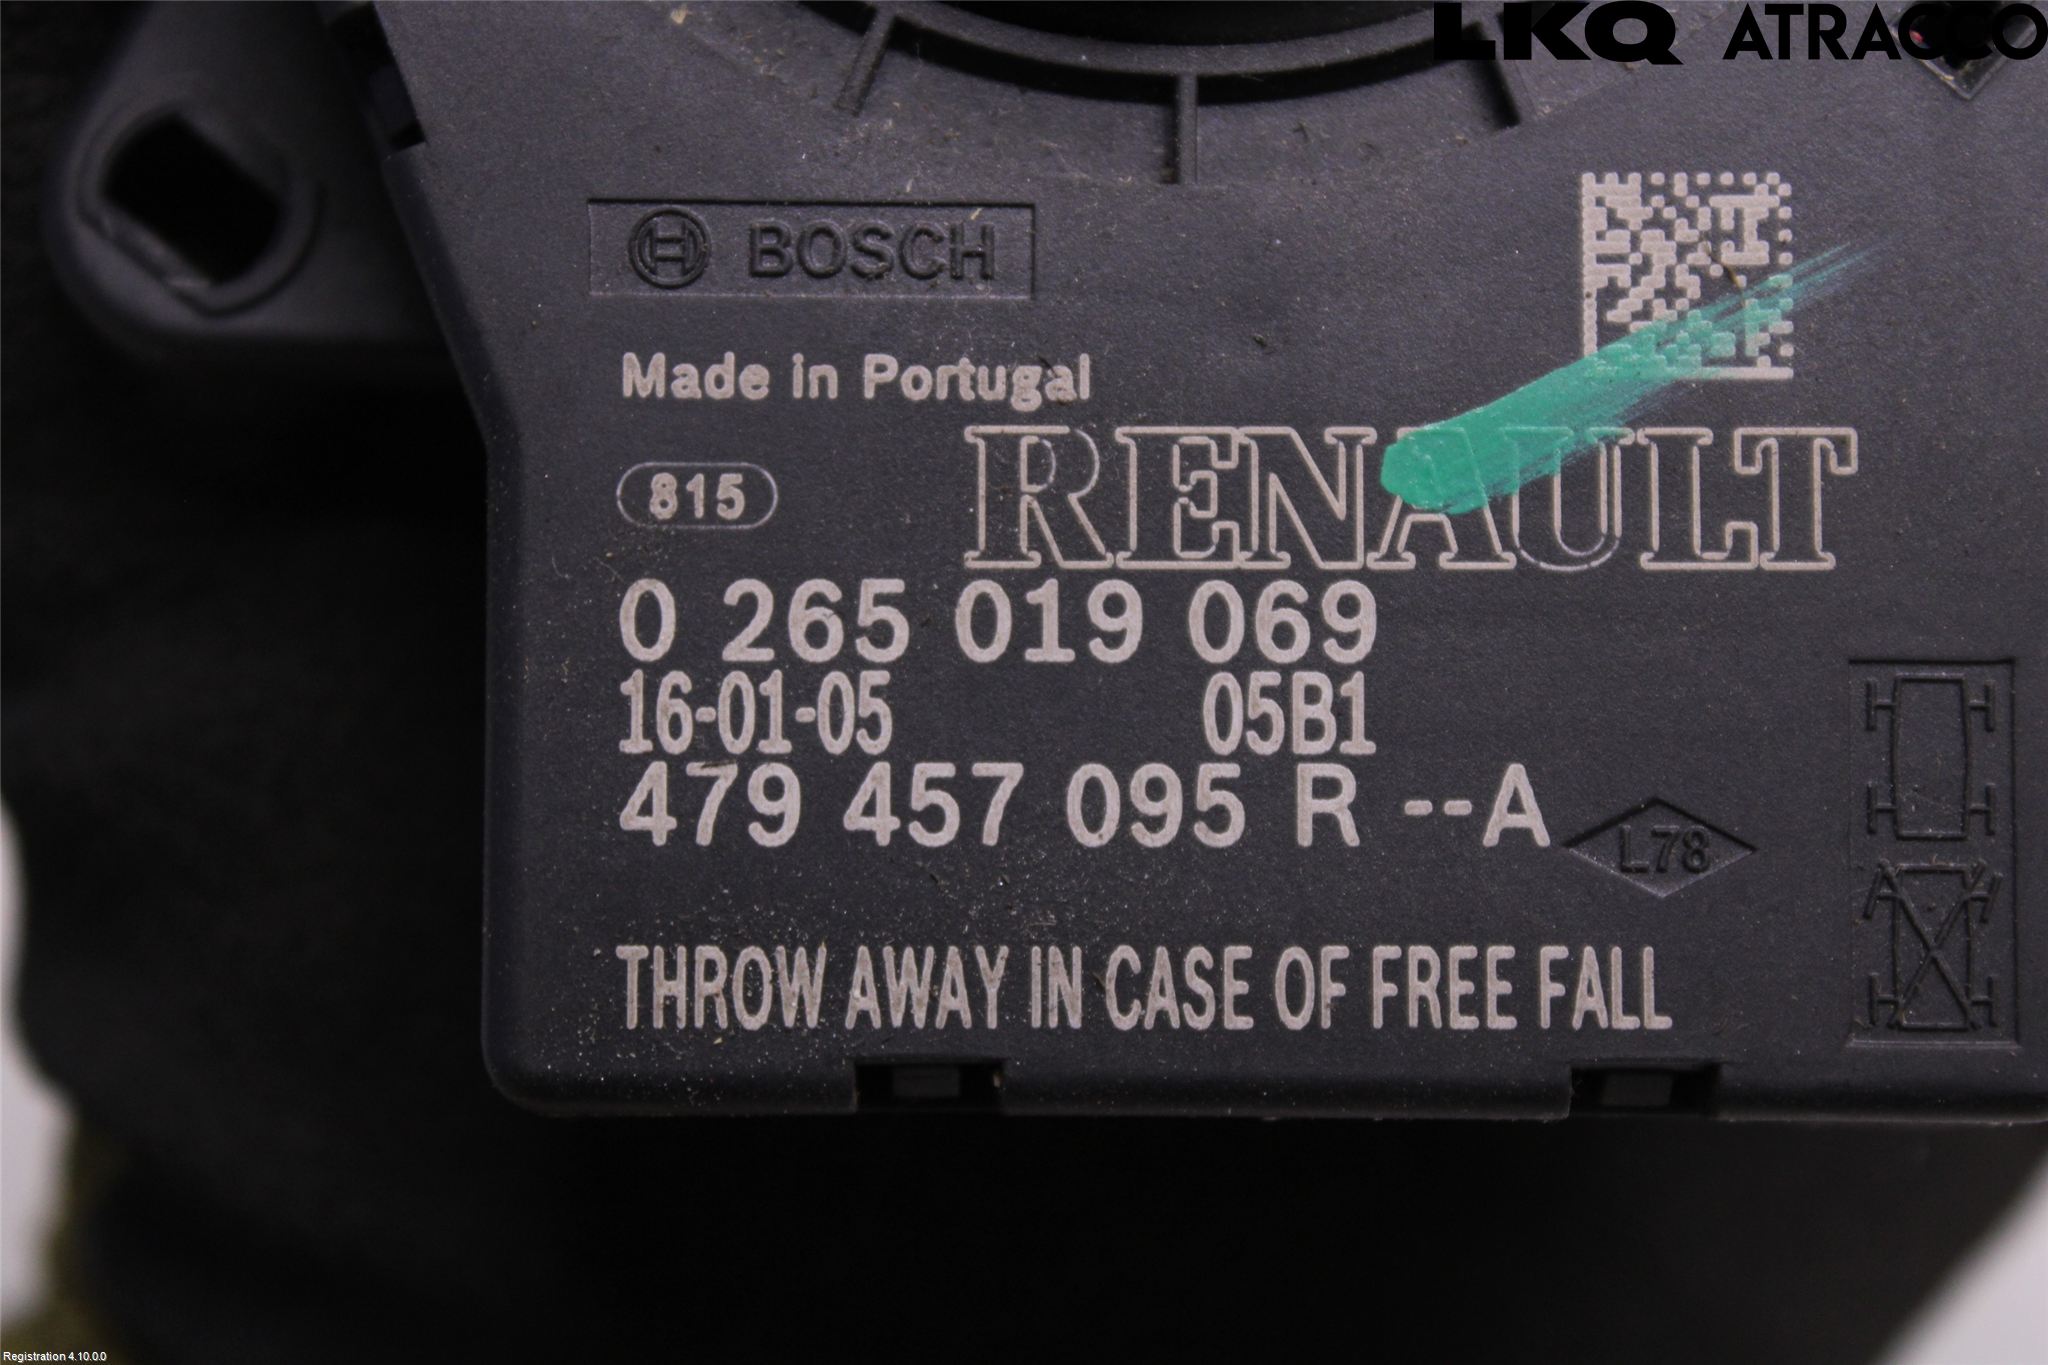 LKQ ATRACCO
BOSCH
Made in Portugal
815
RENAULT
0 265 019 069
16-01-05 05B1
479 457 095 R --A
L78
THROW AWAY IN CASE OF FREE FALL
Registration 4.10.0.0